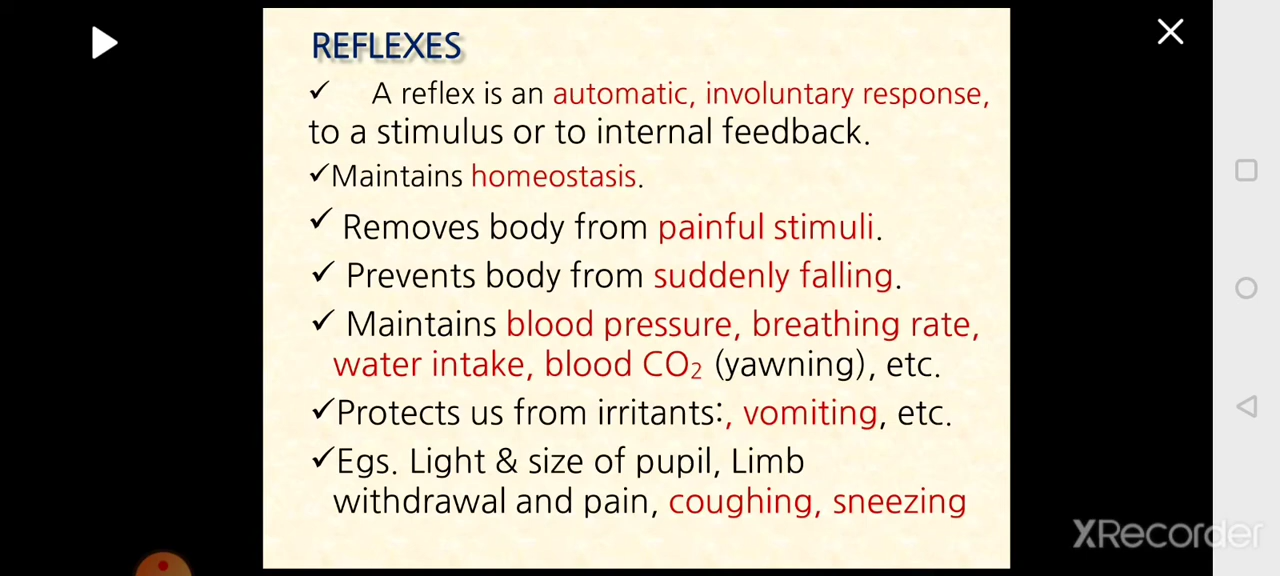 REFLEXES
✓ A reflex is an automatic, involuntary response,
to a stimulus or to internal feedback.
✓Maintains homeostasis.
✓ Removes body from painful stimuli.
✓ Prevents body from suddenly falling.
✓ Maintains blood pressure, breathing rate,
water intake, blood CO₂ (yawning), etc.
✓Protects us from irritants:, vomiting, etc.
✓Egs. Light & size of pupil, Limb
withdrawal and pain, coughing, sneezing
XRecorder